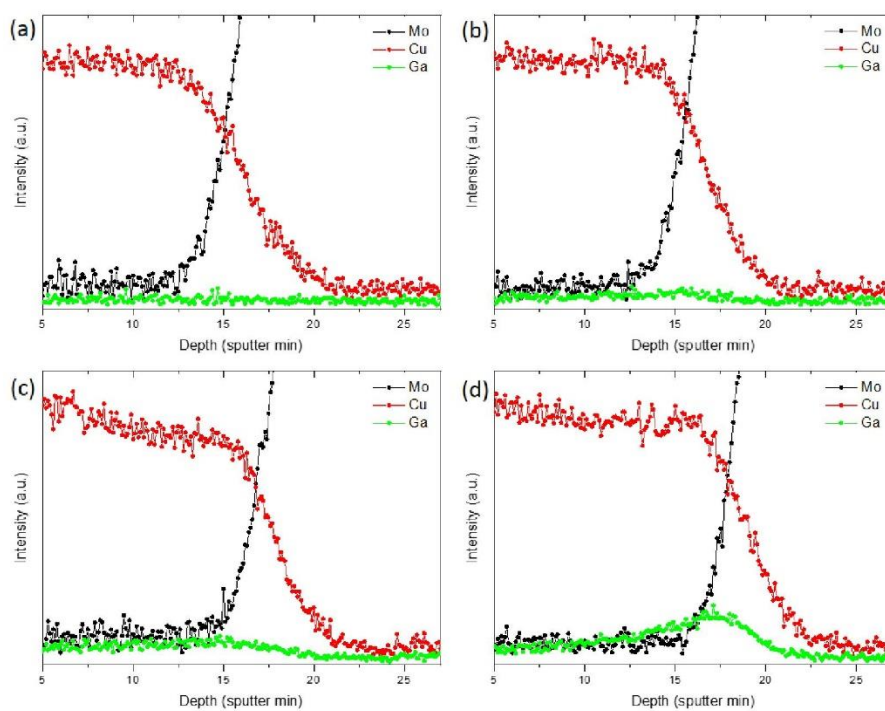 (a)
Mo
Cu
Ga
Intensity (a.u.)
5 10 15 20 25
Depth (sputter min)
(b)
Mo
Cu
Ga
Intensity (a.u.)
5 10 15 20 25
Depth (sputter min)
(c)
Mo
Cu
Ga
Intensity (a.u.)
5 10 15 20 25
Depth (sputter min)
(d)
Mo
Cu
Ga
Intensity (a.u.)
5 10 15 20 25
Depth (sputter min)